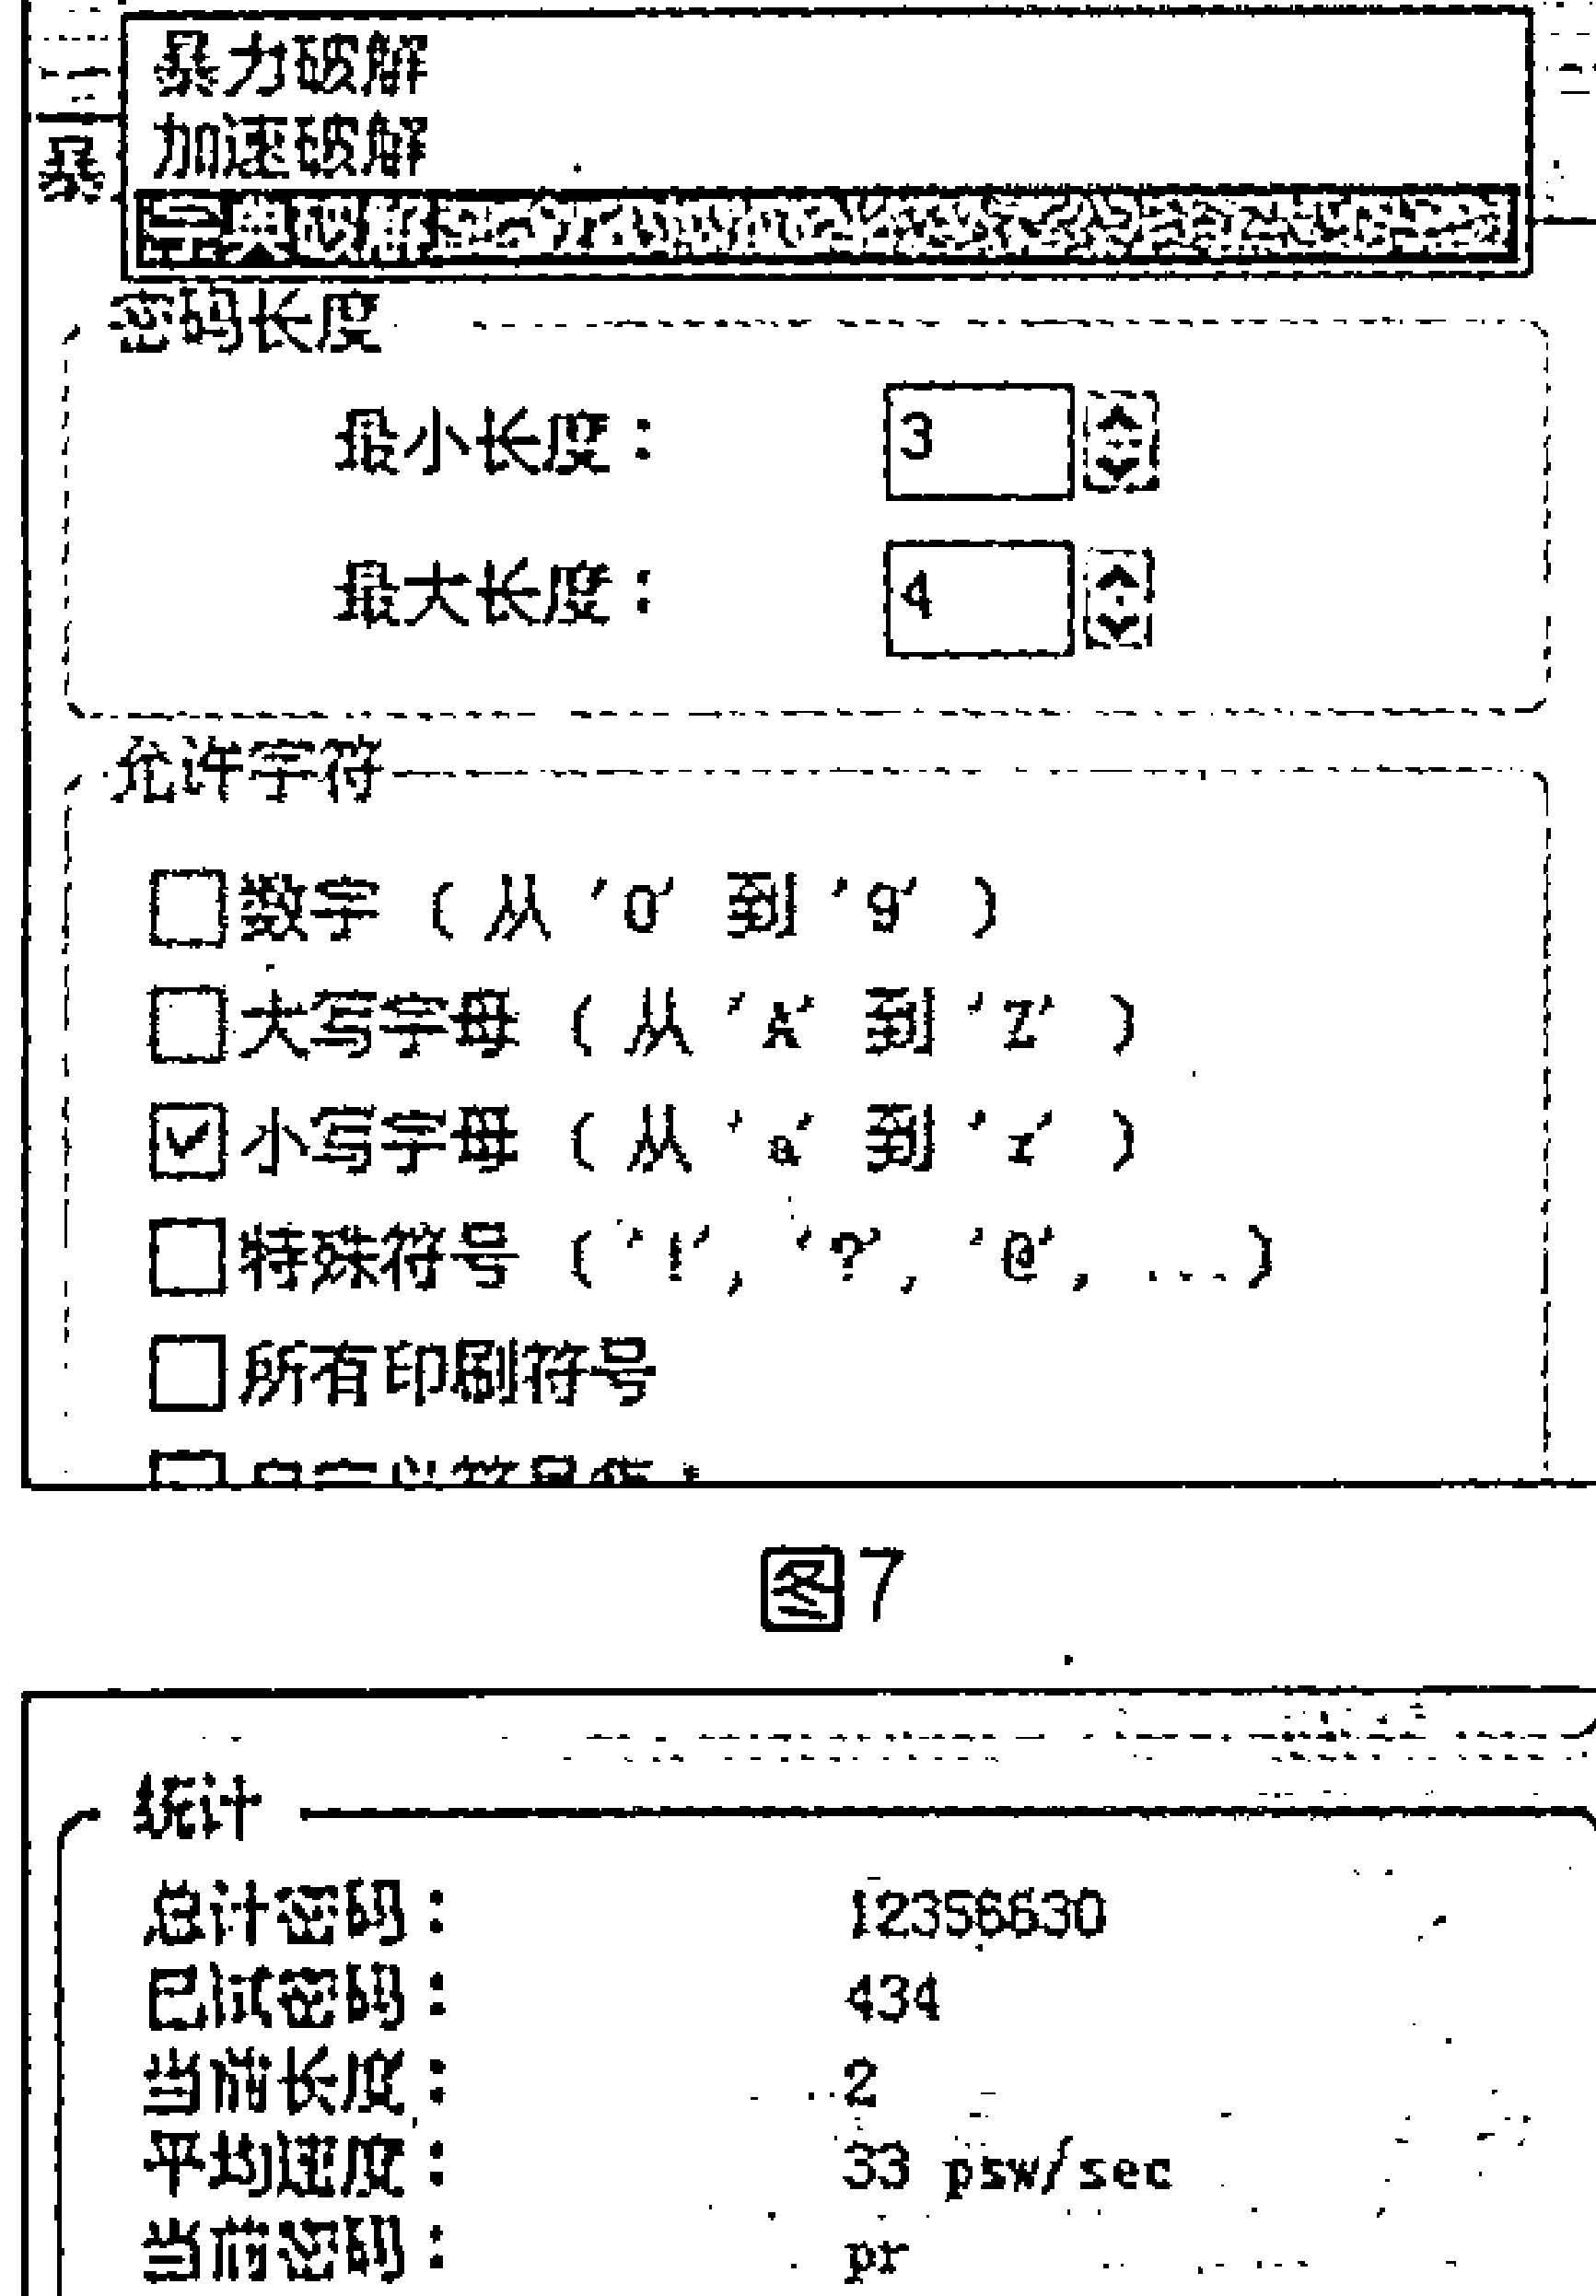 暴力破解
加速破解
暴
字典破解
密码长度
最小长度：
3
最大长度：
4
允许字符
数字 ( 从 '0' 到 '9' )
大写字母 ( 从 'A' 到 'Z' )
小写字母 ( 从 'a' 到 'z' )
特殊符号 ( '!', '?', '@', ...)
所有印刷符号
图7
统计
总计密码： 12356630
已试密码： 434
当前长度： 2
平均速度： 33 psw/sec
当前密码： pr